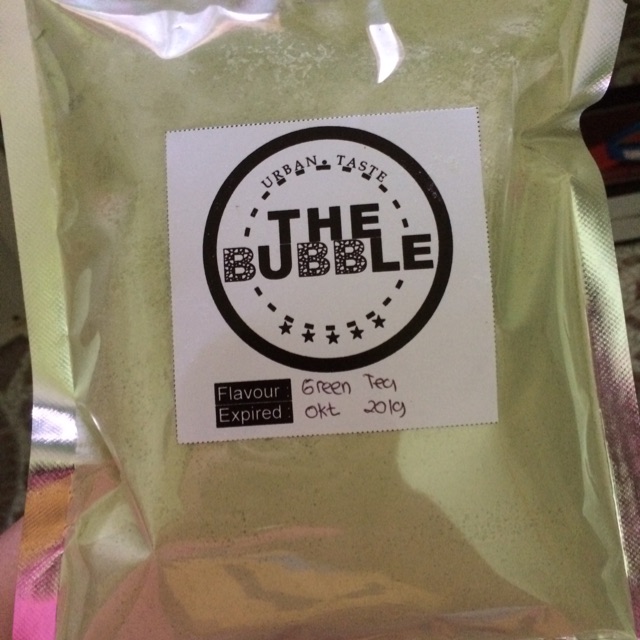 URBAN TASTE
THE
BUBBLE
Flavour : Green Tea
Expired : Okt 2019